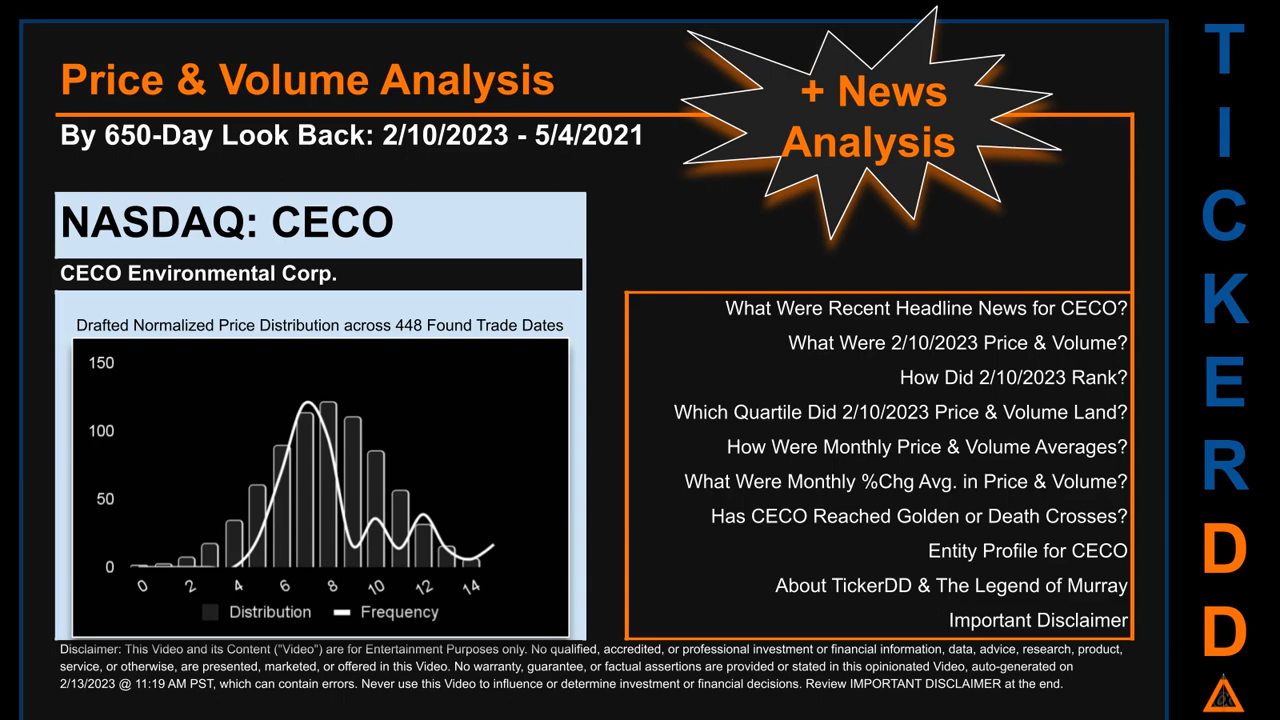 Price & Volume Analysis
+ News
Analysis
By 650-Day Look Back: 2/10/2023 - 5/4/2021
NASDAQ: CECO
CECO Environmental Corp.
Drafted Normalized Price Distribution across 448 Found Trade Dates
150
100
50
0
0 2 4 6 8 10 12 14
Distribution Frequency
What Were Recent Headline News for CECO?
What Were 2/10/2023 Price & Volume?
How Did 2/10/2023 Rank?
Which Quartile Did 2/10/2023 Price & Volume Land?
How Were Monthly Price & Volume Averages?
What Were Monthly %Chg Avg. in Price & Volume?
Has CECO Reached Golden or Death Crosses?
Entity Profile for CECO
About TickerDD & The Legend of Murray
Important Disclaimer
Disclaimer: This Video and its Content ("Video") are for Entertainment Purposes only. No qualified, accredited, or professional investment or financial information, data, advice, research, product,
service, or otherwise, are presented, marketed, or offered in this Video. No warranty, guarantee, or factual assertions are provided or stated in this opinionated Video, auto-generated on
2/13/2023 @ 11:19 AM PST, which can contain errors. Never use this Video to influence or determine investment or financial decisions. Review IMPORTANT DISCLAIMER at the end.
TICKERDD